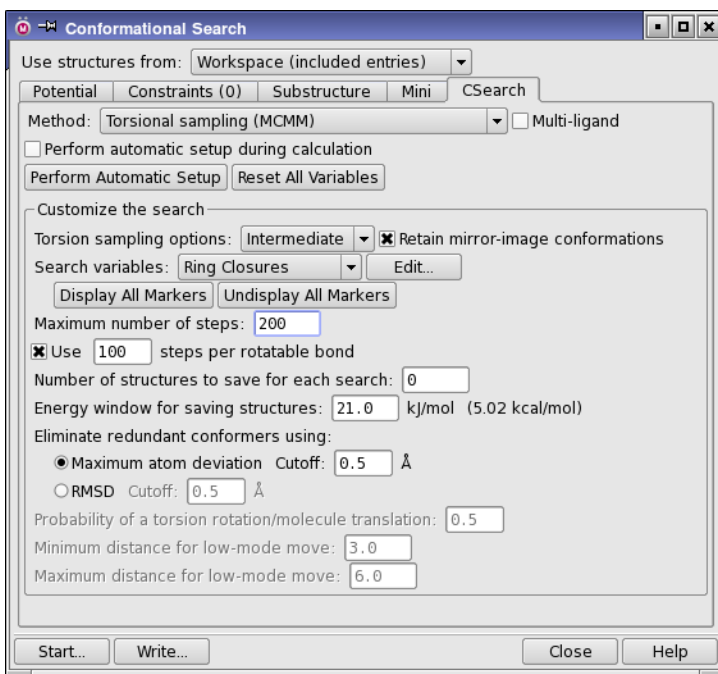 Conformational Search
Use structures from: Workspace (included entries)
Potential Constraints (0) Substructure Mini CSearch
Method: Torsional sampling (MCMM) Multi-ligand
Perform automatic setup during calculation
Perform Automatic Setup Reset All Variables
Customize the search
Torsion sampling options: Intermediate Retain mirror-image conformations
Search variables: Ring Closures Edit...
Display All Markers Undisplay All Markers
Maximum number of steps: 200
Use 100 steps per rotatable bond
Number of structures to save for each search: 0
Energy window for saving structures: 21.0 kJ/mol (5.02 kcal/mol)
Eliminate redundant conformers using:
Maximum atom deviation Cutoff: 0.5 Å
RMSD Cutoff: 0.5 Å
Probability of a torsion rotation/molecule translation: 0.5
Minimum distance for low-mode move: 3.0
Maximum distance for low-mode move: 6.0
Start... Write... Close Help